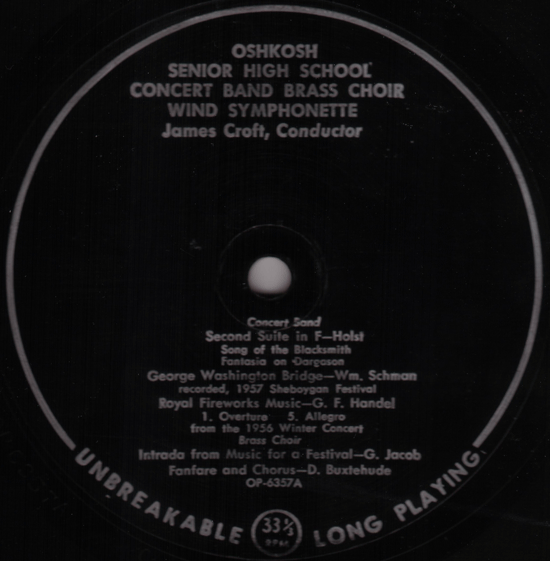 OSHKOSH
SENIOR HIGH SCHOOL
CONCERT BAND BRASS CHOIR
WIND SYMPHONETTE
James Croft, Conductor
Concert Band
Second Suite in F—Holst
Song of the Blacksmith
Fantasia on Dargason
George Washington Bridge—Wm. Schman
recorded, 1957 Sheboygan Festival
Royal Fireworks Music—G. F. Handel
1. Overture 5. Allegro
from the 1956 Winter Concert
Brass Choir
Intrada from Music for a Festival—G. Jacob
Fanfare and Chorus—D. Buxtehude
OP-6357A
UNBREAKABLE 33⅓ RPM LONG PLAYING